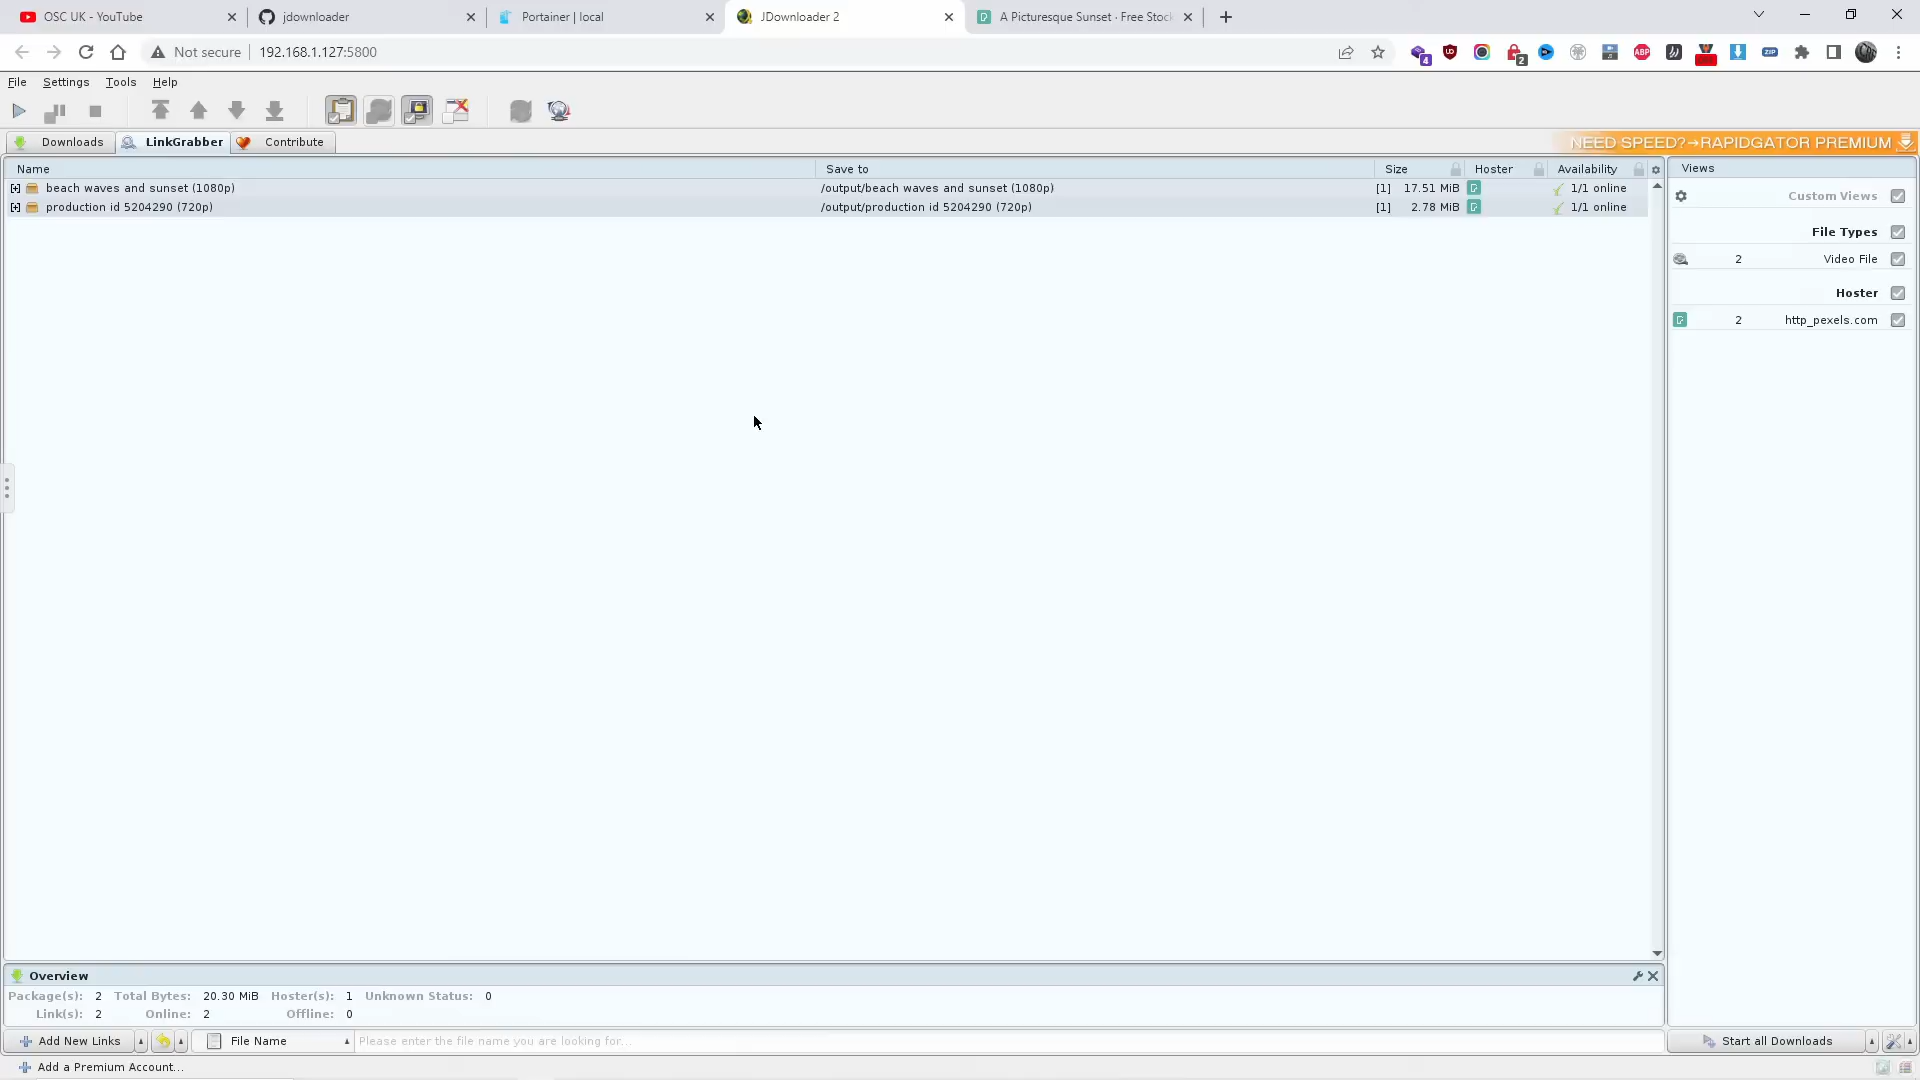 OSC UK - YouTube
jdownloader
Portainer | local
JDownloader 2
A Picturesque Sunset · Free Stock
Not secure
192.168.1.127:5800
4
2
ABP
ZIP
File Settings Tools Help
Downloads
LinkGrabber
Contribute
NEED SPEED?→RAPIDGATOR PREMIUM
Name Save to Size Hoster Availability
beach waves and sunset (1080p) /output/beach waves and sunset (1080p) [1] 17.51 MiB 1/1 online
production id 5204290 (720p) /output/production id 5204290 (720p) [1] 2.78 MiB 1/1 online
Views
Custom Views
File Types
2 Video File
Hoster
2 http_pexels.com
Overview
Package(s): 2 Total Bytes: 20.30 MiB Hoster(s): 1 Unknown Status: 0
Link(s): 2 Online: 2 Offline: 0
Add New Links
File Name
Please enter the file name you are looking for...
Start all Downloads
Add a Premium Account...